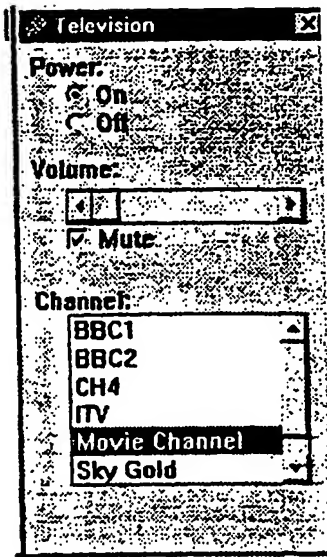 Television
Power:
On
Off
Volume:
Mute
Channel:
BBC1
BBC2
CH4
ITV
Movie Channel
Sky Gold